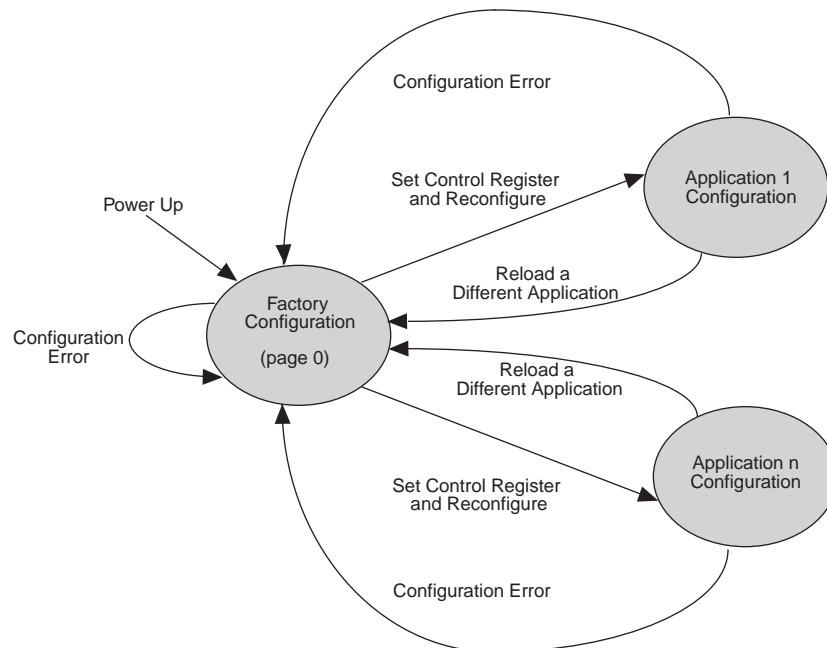 Configuration Error
Set Control Register
and Reconfigure
Application 1
Configuration
Power Up
Reload a
Different Application
Factory
Configuration
(page 0)
Configuration
Error
Reload a
Different Application
Set Control Register
and Reconfigure
Application n
Configuration
Configuration Error